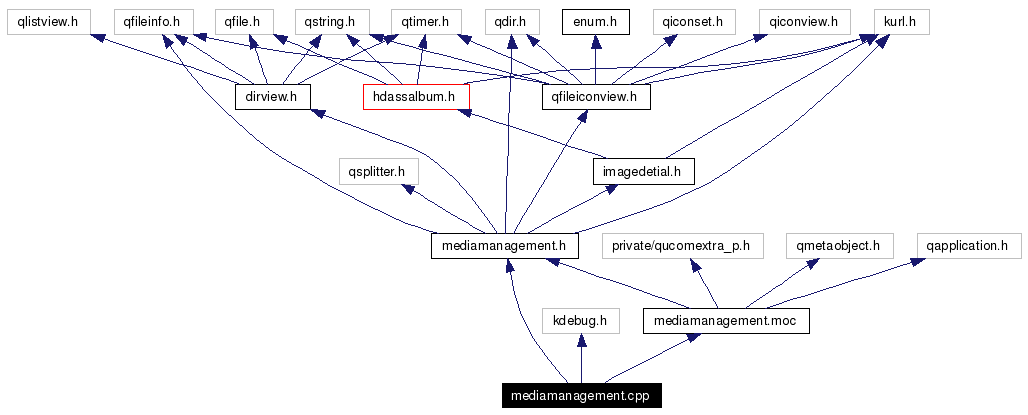 qlistview.h
qfileinfo.h
qfile.h
qstring.h
qtimer.h
qdir.h
enum.h
qiconset.h
qiconview.h
kurl.h
dirview.h
hdassalbum.h
qfileiconview.h
qsplitter.h
imagedetial.h
mediamanagement.h
private/qucomextra_p.h
qmetaobject.h
qapplication.h
kdebug.h
mediamanagement.moc
mediamanagement.cpp